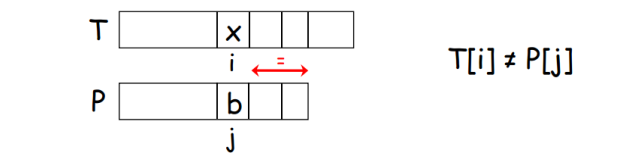 T x
i =
T[i] ≠ P[j]
P b
j